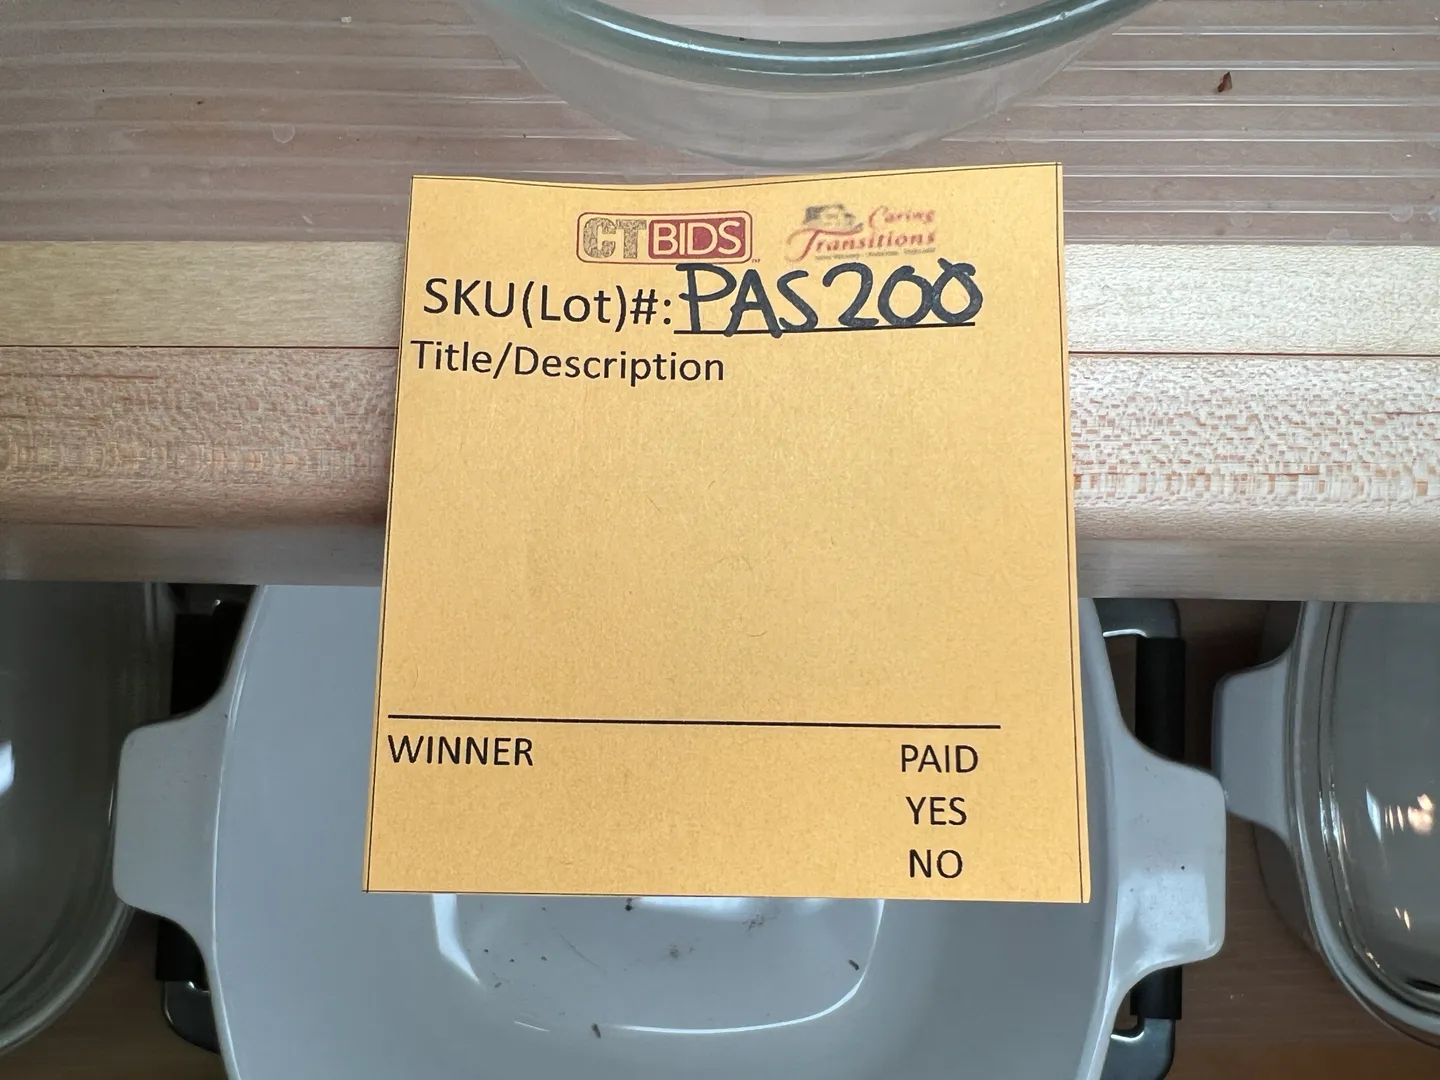 CT BIDS Caring Transitions
SKU(Lot)#: PAS200
Title/Description
WINNER PAID
YES
NO